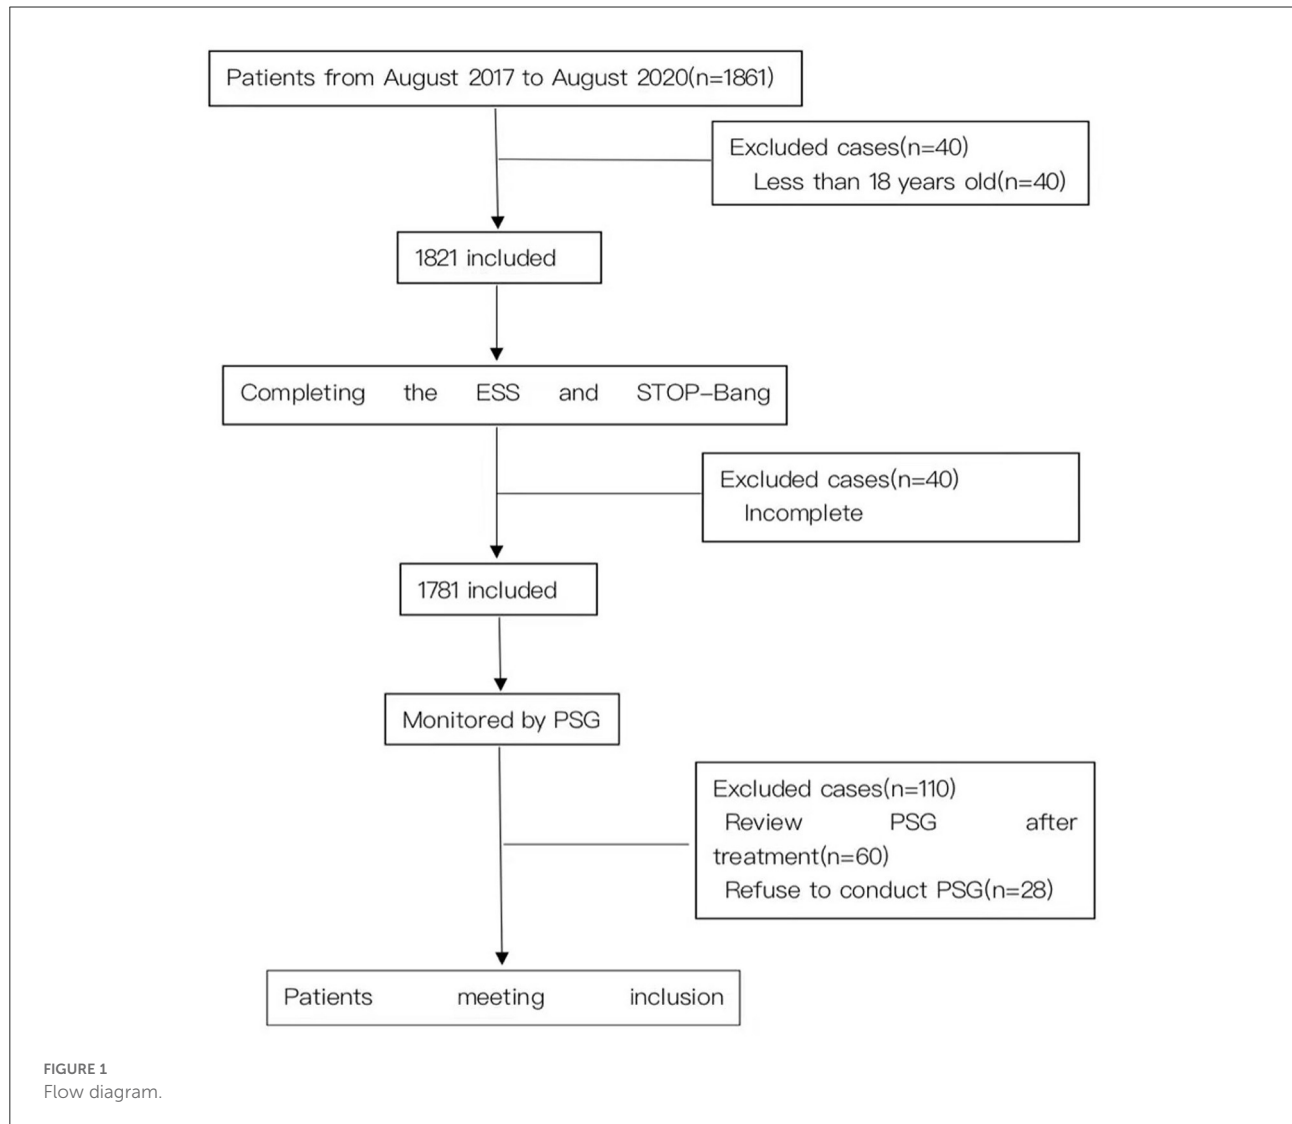 Patients from August 2017 to August 2020(n=1861)
Excluded cases(n=40)
Less than 18 years old(n=40)
1821 included
Completing the ESS and STOP-Bang
Excluded cases(n=40)
Incomplete
1781 included
Monitored by PSG
Excluded cases(n=110)
Review PSG after
treatment(n=60)
Refuse to conduct PSG(n=28)
Patients meeting inclusion
FIGURE 1
Flow diagram.